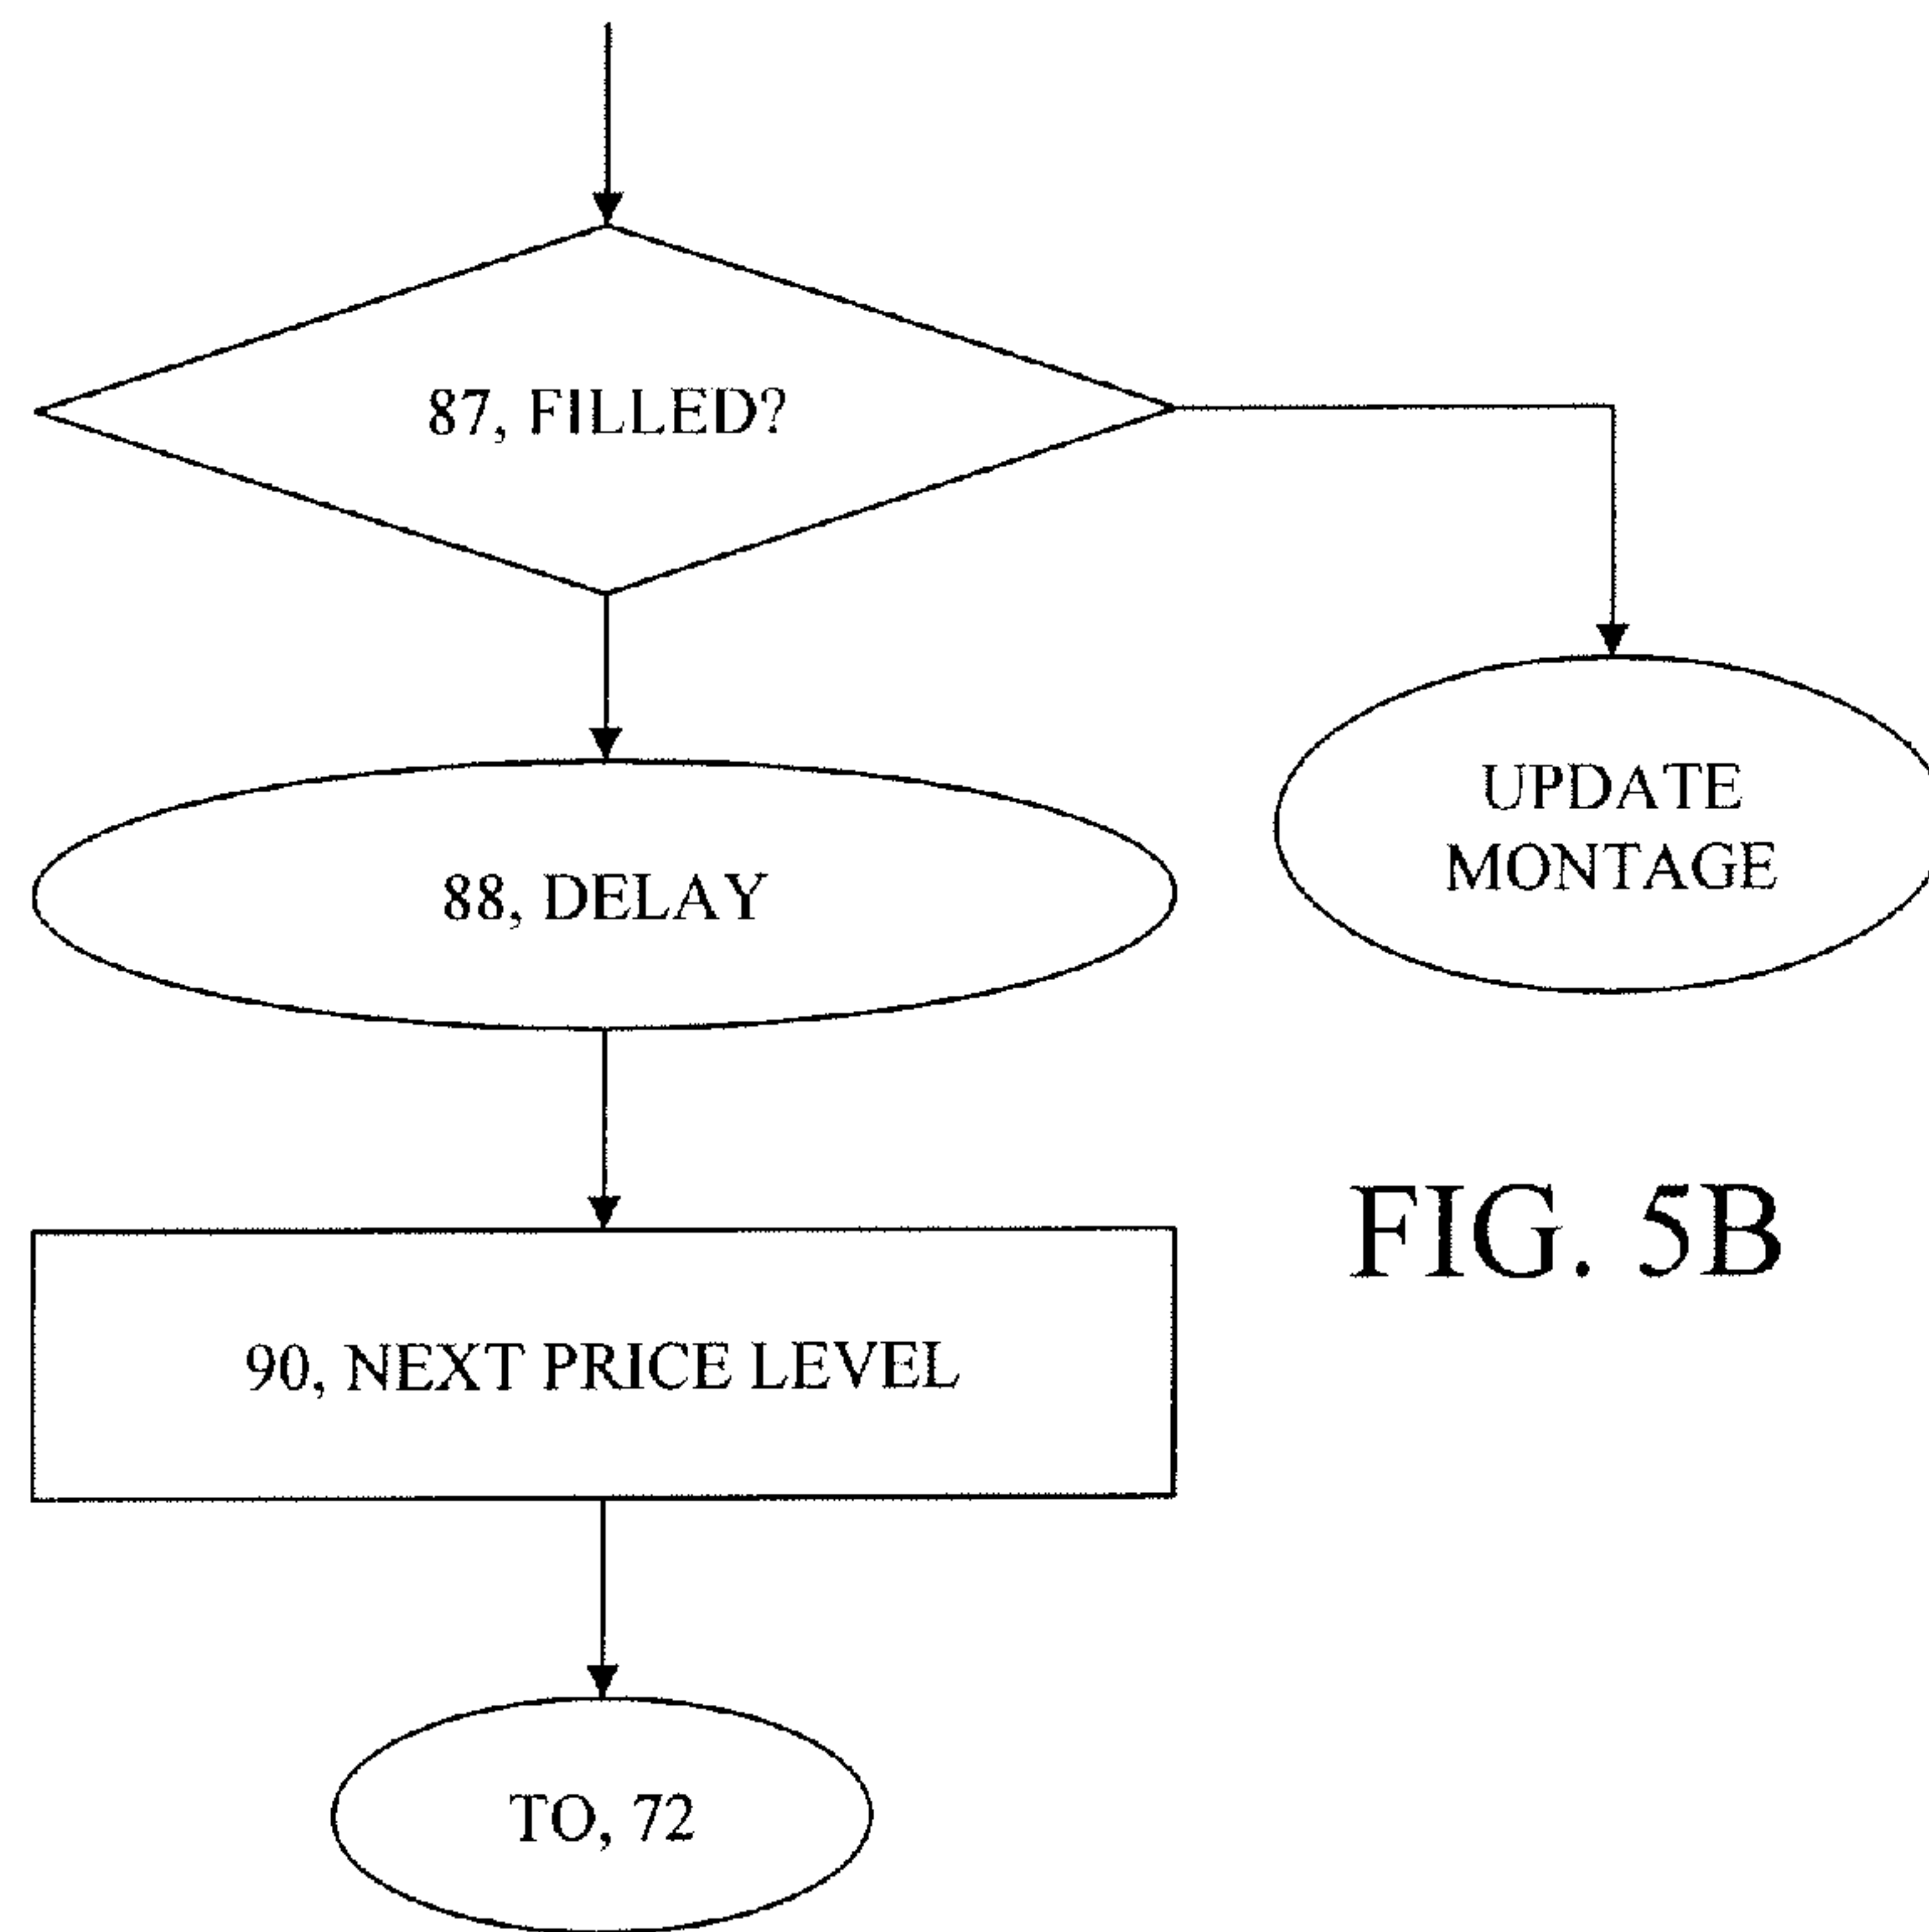 87, FILLED?
UPDATE
MONTAGE
88, DELAY
FIG. 5B
90, NEXT PRICE LEVEL
TO, 72